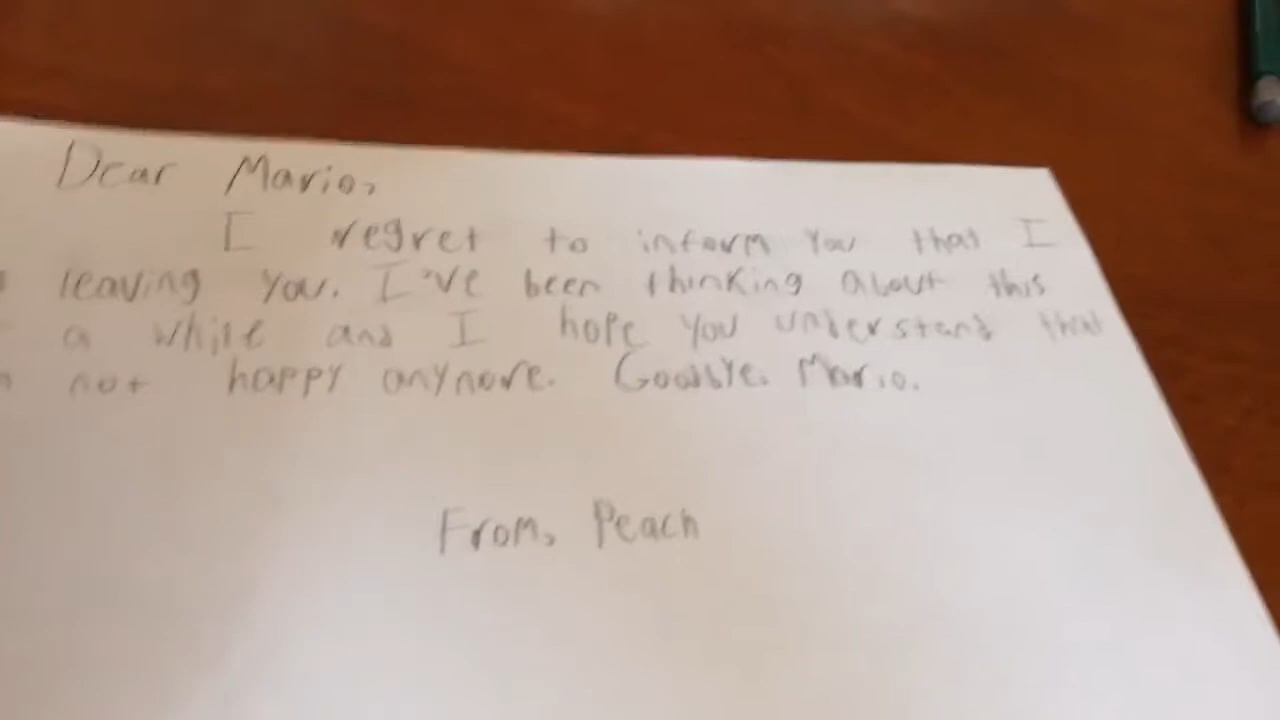 Dear Mario,
I regret to inform you that I
leaving you. I've been thinking about this
a while and I hope you understand that
not happy anymore. Goodbye. Mario.
From, Peach